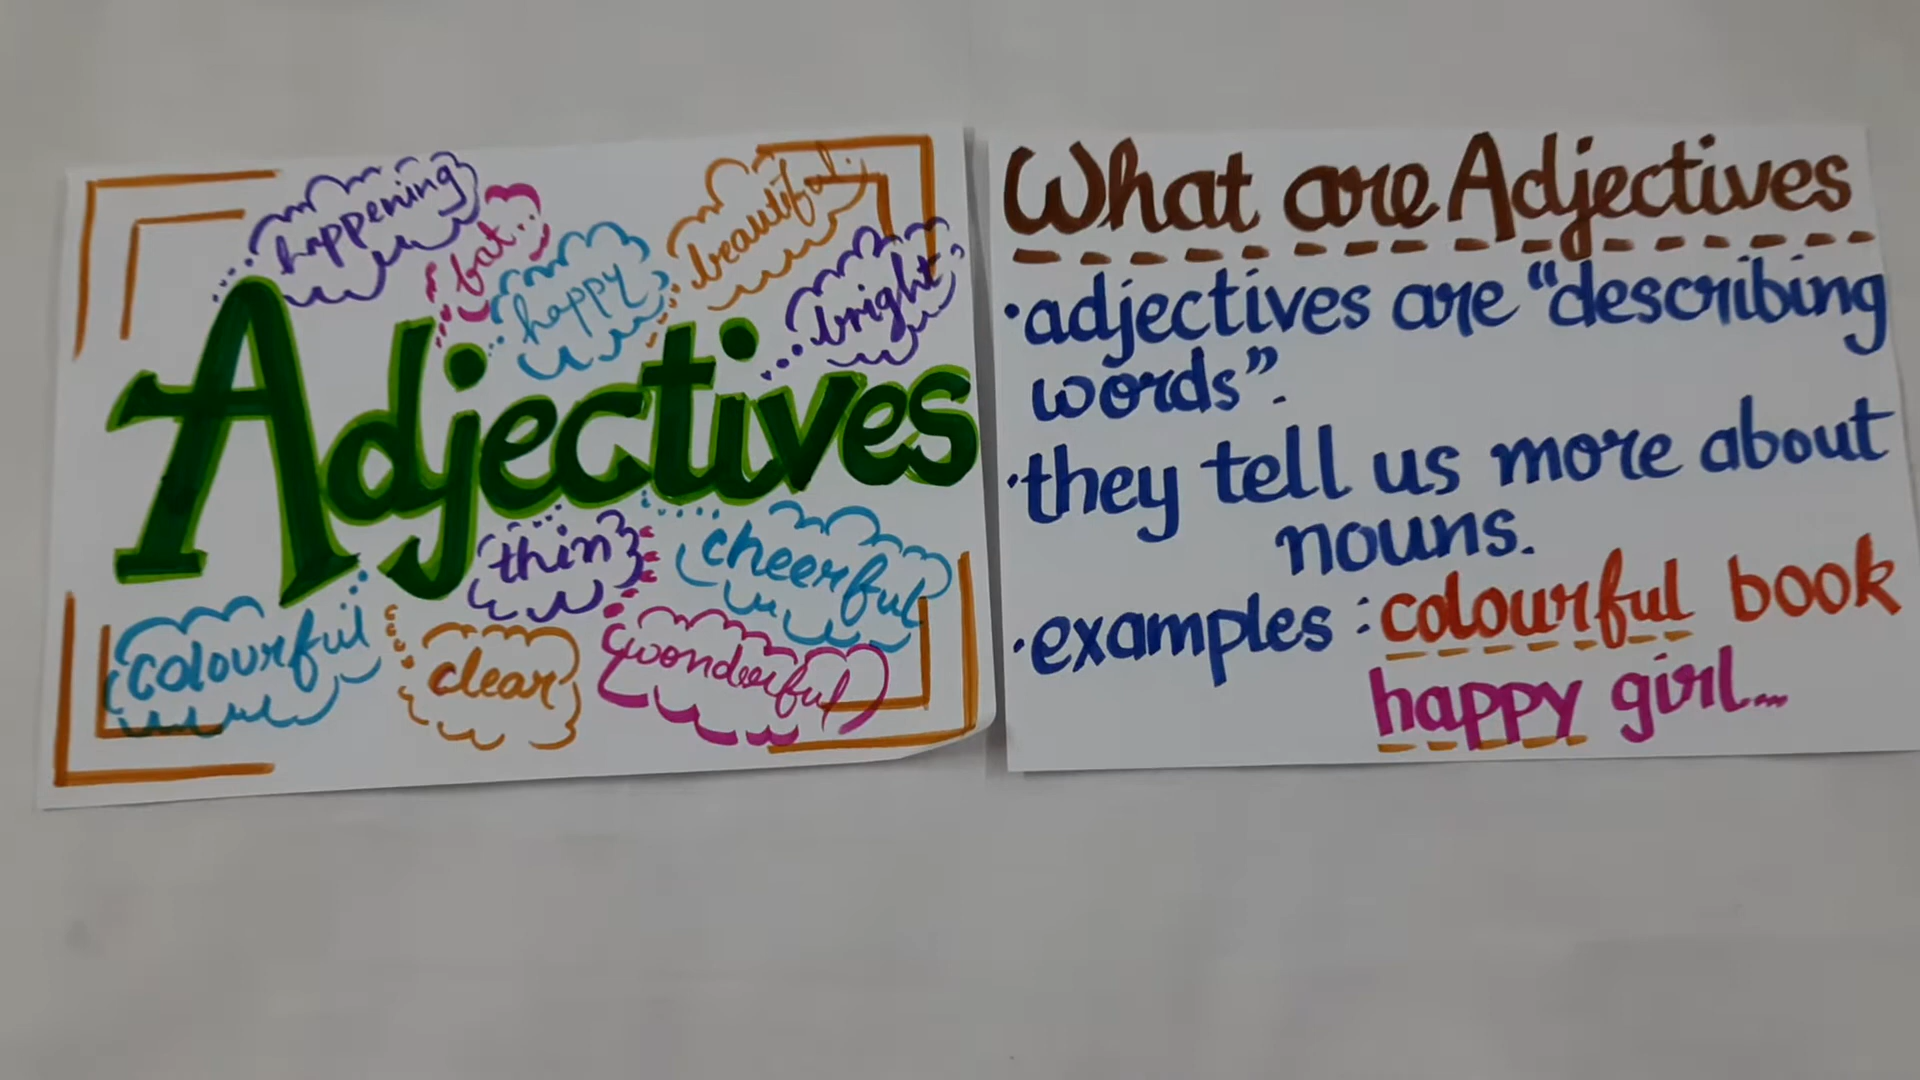 happening
fat
happy
beautiful
bright
Adjectives
thin
cheerful
colourful
clear
wonderful
What are Adjectives
·adjectives are “describing
words”.
·they tell us more about
nouns.
·examples : colourful book
happy girl...